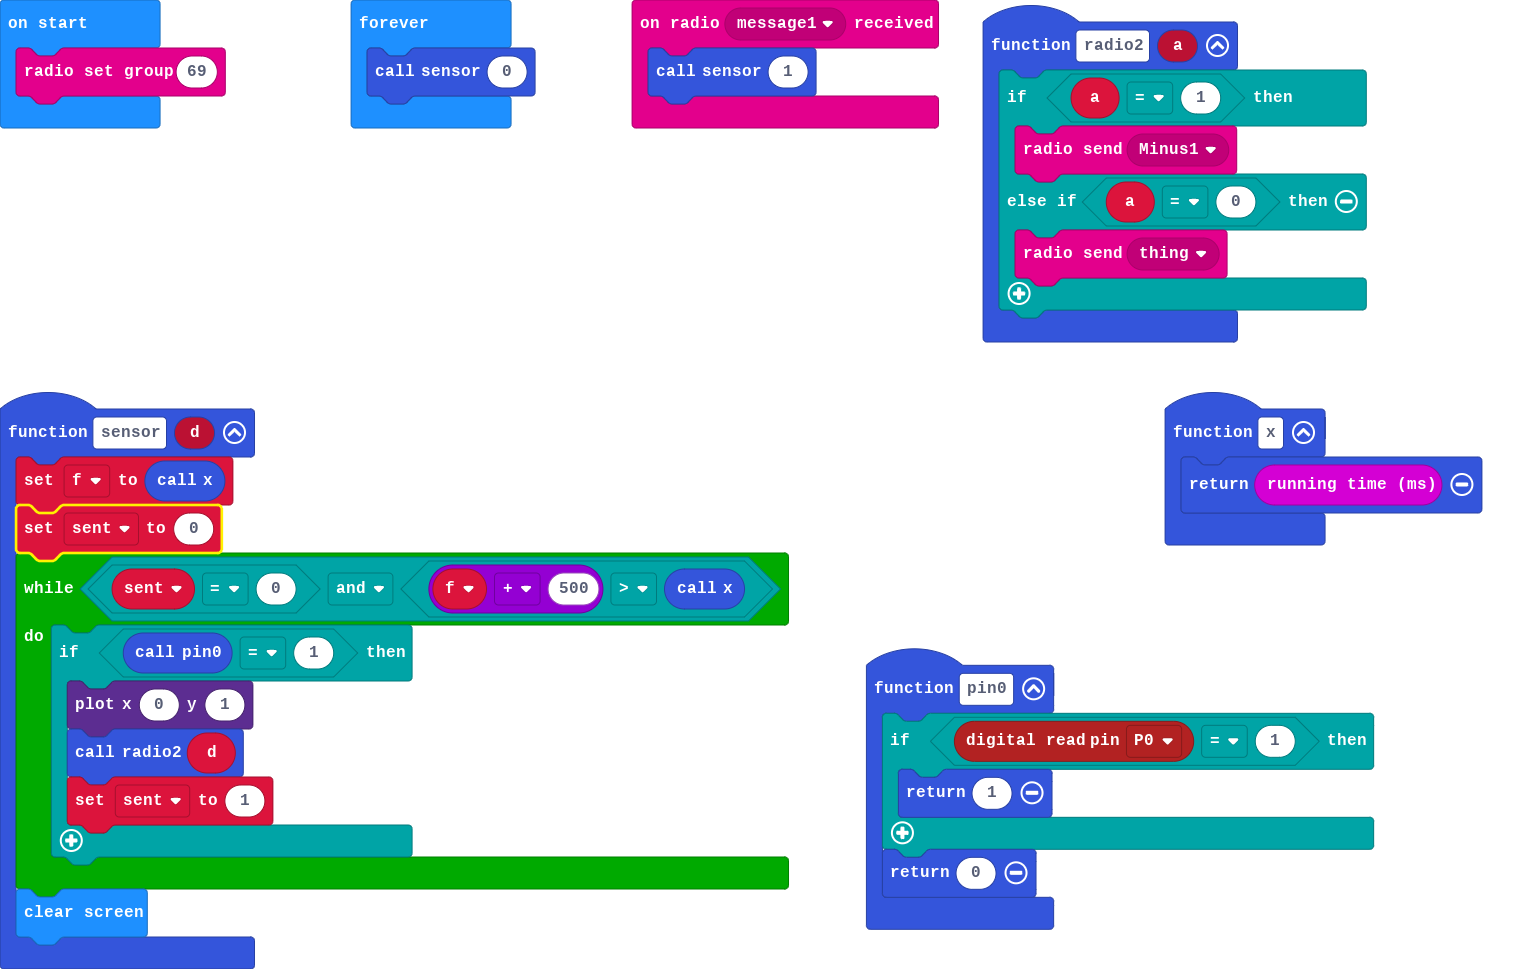 on start
radio set group 69
forever
call sensor 0
on radio message1 received
call sensor 1
function radio2 a
if a = 1 then
radio send Minus1
else if a = 0 then
radio send thing
function sensor d
set f to call x
set sent to 0
while sent = 0 and f + 500 > call x
do
if call pin0 = 1 then
plot x 0 y 1
call radio2 d
set sent to 1
clear screen
function x
return running time (ms)
function pin0
if digital read pin P0 = 1 then
return 1
return 0